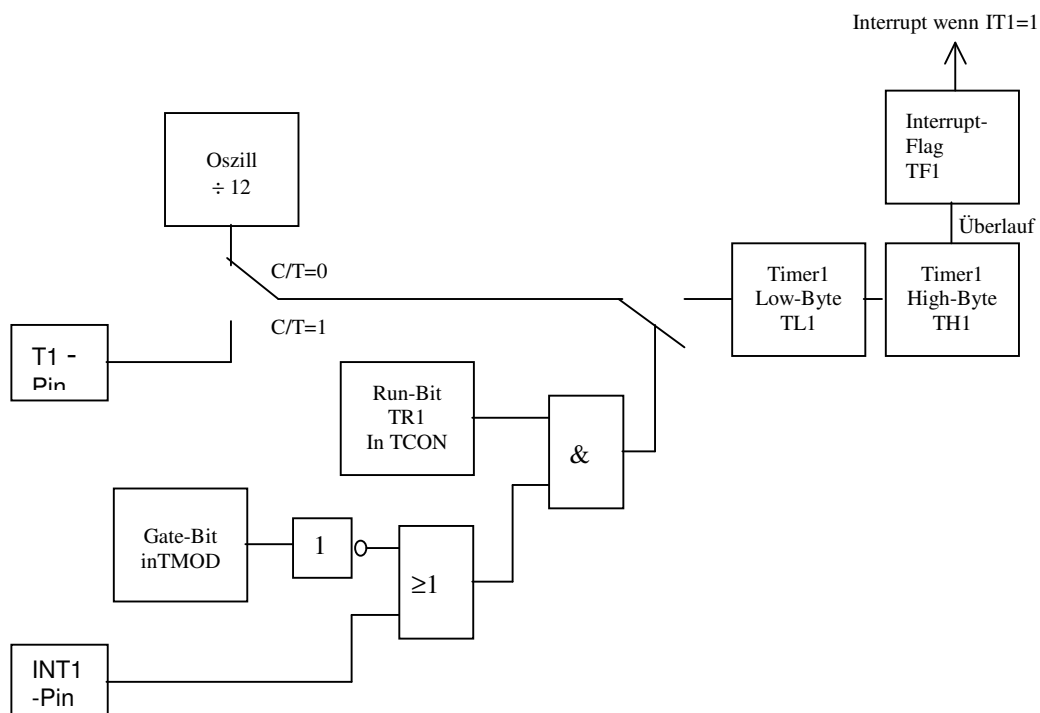 Interrupt wenn IT1=1
Interrupt-
Flag
TF1
Oszill
÷ 12
Überlauf
C/T=0
Timer1
Low-Byte
TL1
Timer1
High-Byte
TH1
C/T=1
T1 -
Pin
Run-Bit
TR1
In TCON
&
Gate-Bit
inTMOD
1
≥1
INT1
-Pin